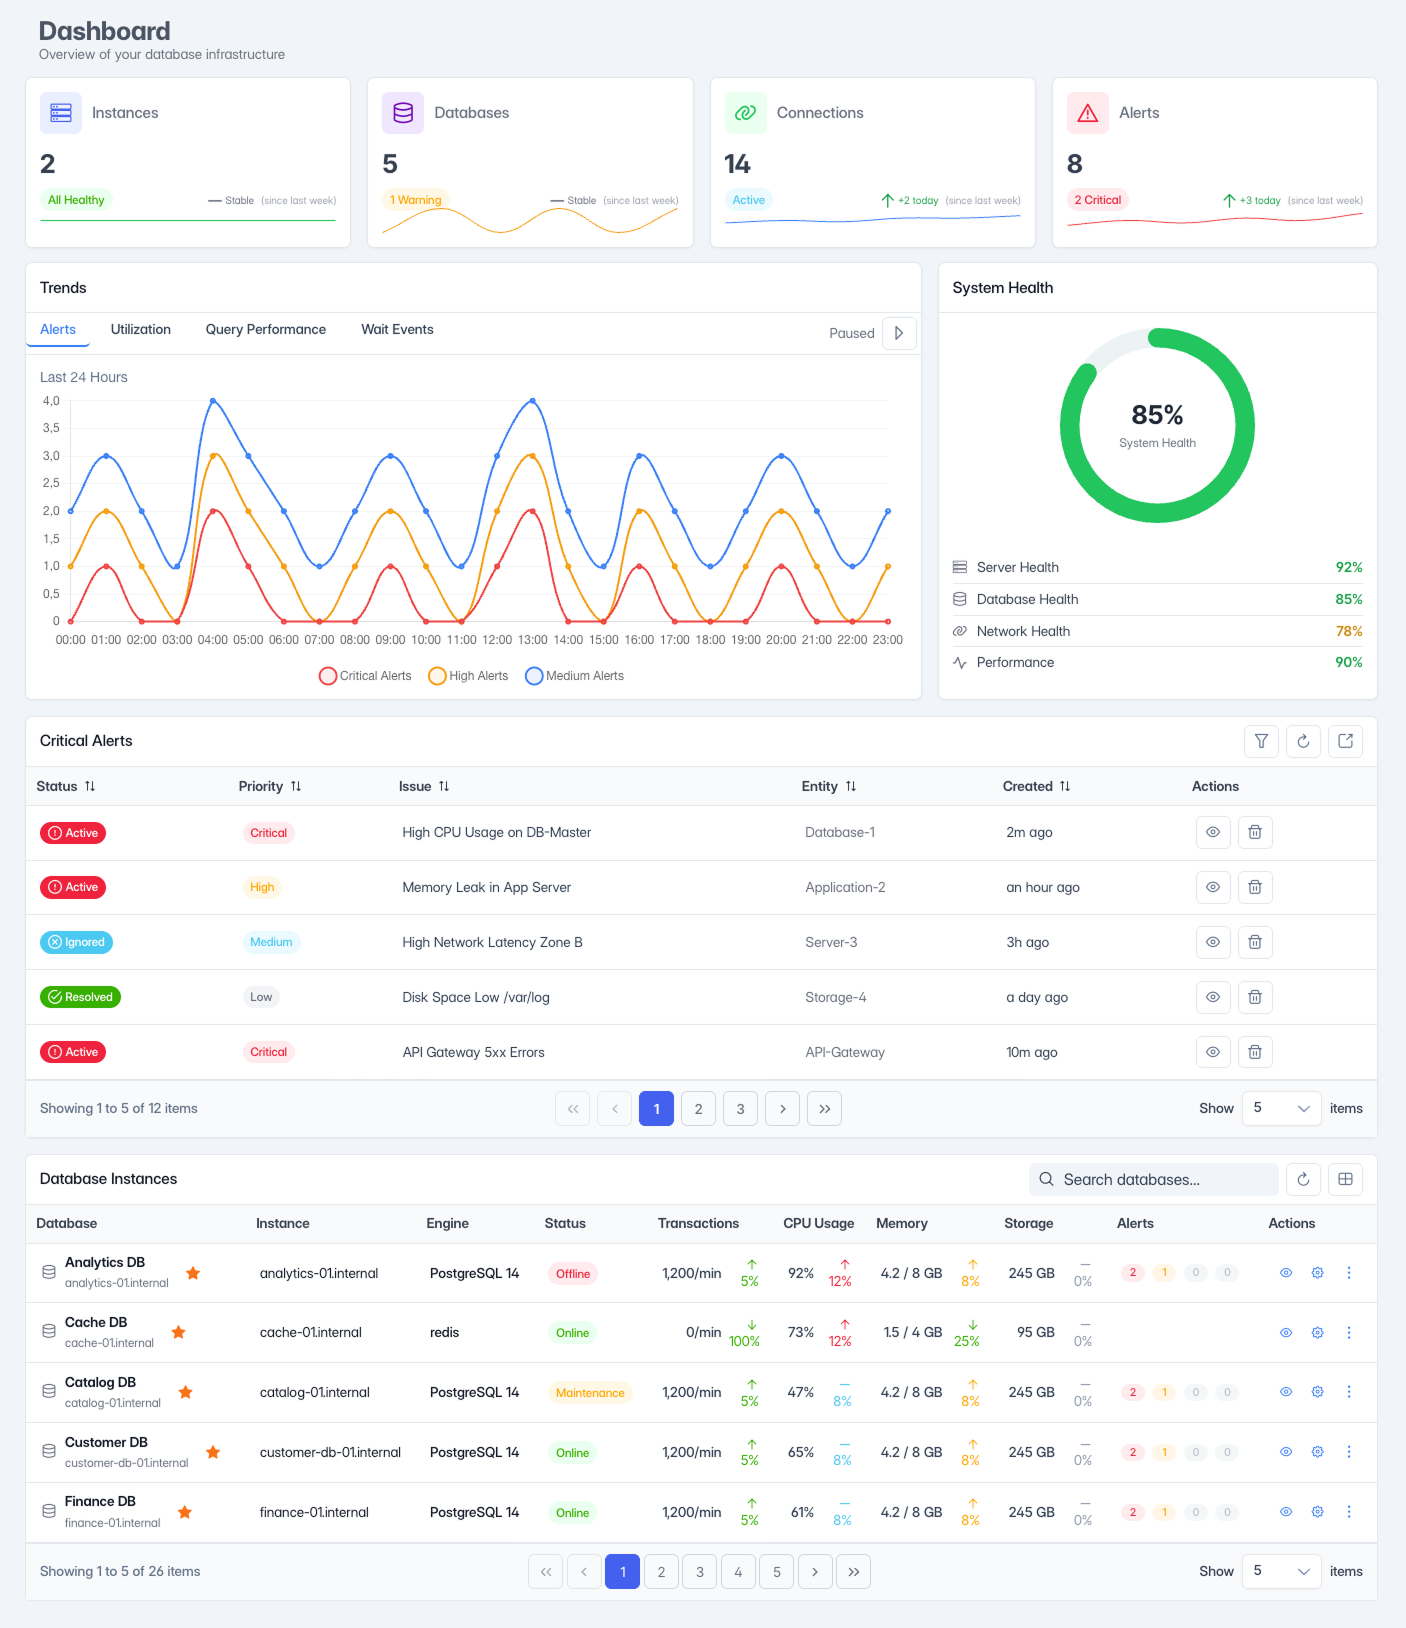 Dashboard
Overview of your database infrastructure
Instances
2
All Healthy — Stable (since last week)
Databases
5
1 Warning — Stable (since last week)
Connections
14
Active ↑ +2 today (since last week)
Alerts
8
2 Critical ↑ +3 today (since last week)
Trends
Alerts Utilization Query Performance Wait Events Paused
Last 24 Hours
4,0
3,5
3,0
2,5
2,0
1,5
1,0
0,5
0
00:00 01:00 02:00 03:00 04:00 05:00 06:00 07:00 08:00 09:00 10:00 11:00 12:00 13:00 14:00 15:00 16:00 17:00 18:00 19:00 20:00 21:00 22:00 23:00
Critical Alerts High Alerts Medium Alerts
System Health
85%
System Health
Server Health 92%
Database Health 85%
Network Health 78%
Performance 90%
Critical Alerts
Status Priority Issue Entity Created Actions
Active Critical High CPU Usage on DB-Master Database-1 2m ago
Active High Memory Leak in App Server Application-2 an hour ago
Ignored Medium High Network Latency Zone B Server-3 3h ago
Resolved Low Disk Space Low /var/log Storage-4 a day ago
Active Critical API Gateway 5xx Errors API-Gateway 10m ago
Showing 1 to 5 of 12 items « ‹ 1 2 3 › » Show 5 items
Database Instances Search databases...
Database Instance Engine Status Transactions CPU Usage Memory Storage Alerts Actions
Analytics DB
analytics-01.internal analytics-01.internal PostgreSQL 14 Offline 1,200/min ↑ 5% 92% ↑ 12% 4.2 / 8 GB ↑ 8% 245 GB — 0% 2 1 0 0
Cache DB
cache-01.internal cache-01.internal redis Online 0/min ↓ 100% 73% ↑ 12% 1.5 / 4 GB ↓ 25% 95 GB — 0%
Catalog DB
catalog-01.internal catalog-01.internal PostgreSQL 14 Maintenance 1,200/min ↑ 5% 47% — 8% 4.2 / 8 GB ↑ 8% 245 GB — 0% 2 1 0 0
Customer DB
customer-db-01.internal customer-db-01.internal PostgreSQL 14 Online 1,200/min ↑ 5% 65% — 8% 4.2 / 8 GB ↑ 8% 245 GB — 0% 2 1 0 0
Finance DB
finance-01.internal finance-01.internal PostgreSQL 14 Online 1,200/min ↑ 5% 61% — 8% 4.2 / 8 GB ↑ 8% 245 GB — 0% 2 1 0 0
Showing 1 to 5 of 26 items « ‹ 1 2 3 4 5 › » Show 5 items